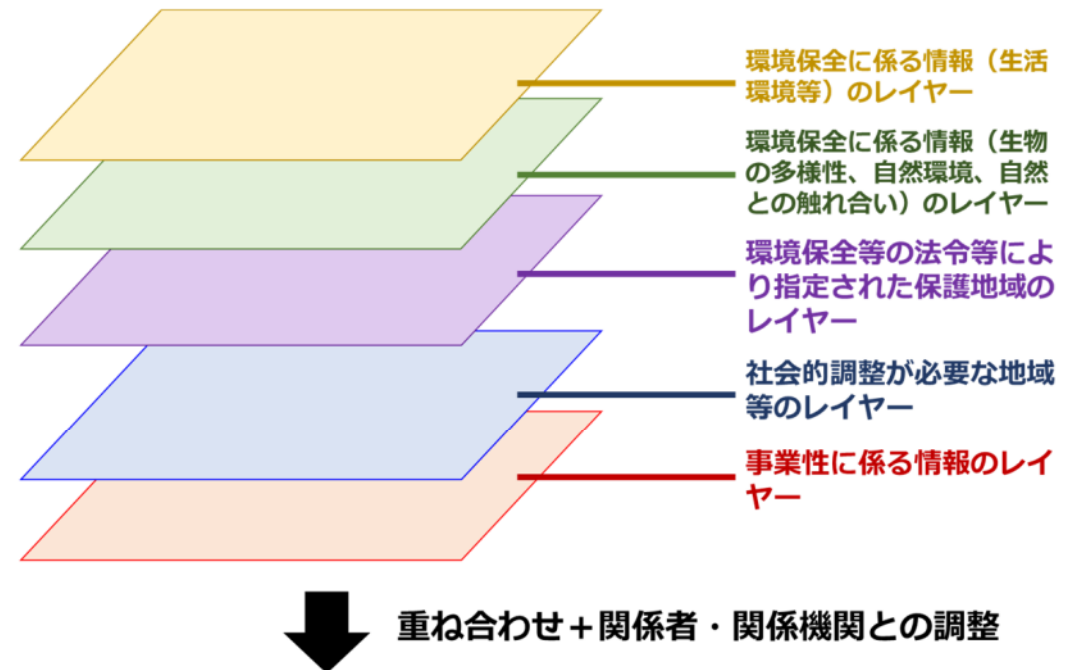 環境保全に係る情報（生活
環境等）のレイヤー
環境保全に係る情報（生物
の多様性、自然環境、自然
との触れ合い）のレイヤー
環境保全等の法令等によ
り指定された保護地域の
レイヤー
社会的調整が必要な地域
等のレイヤー
事業性に係る情報のレイ
ヤー
重ね合わせ＋関係者・関係機関との調整